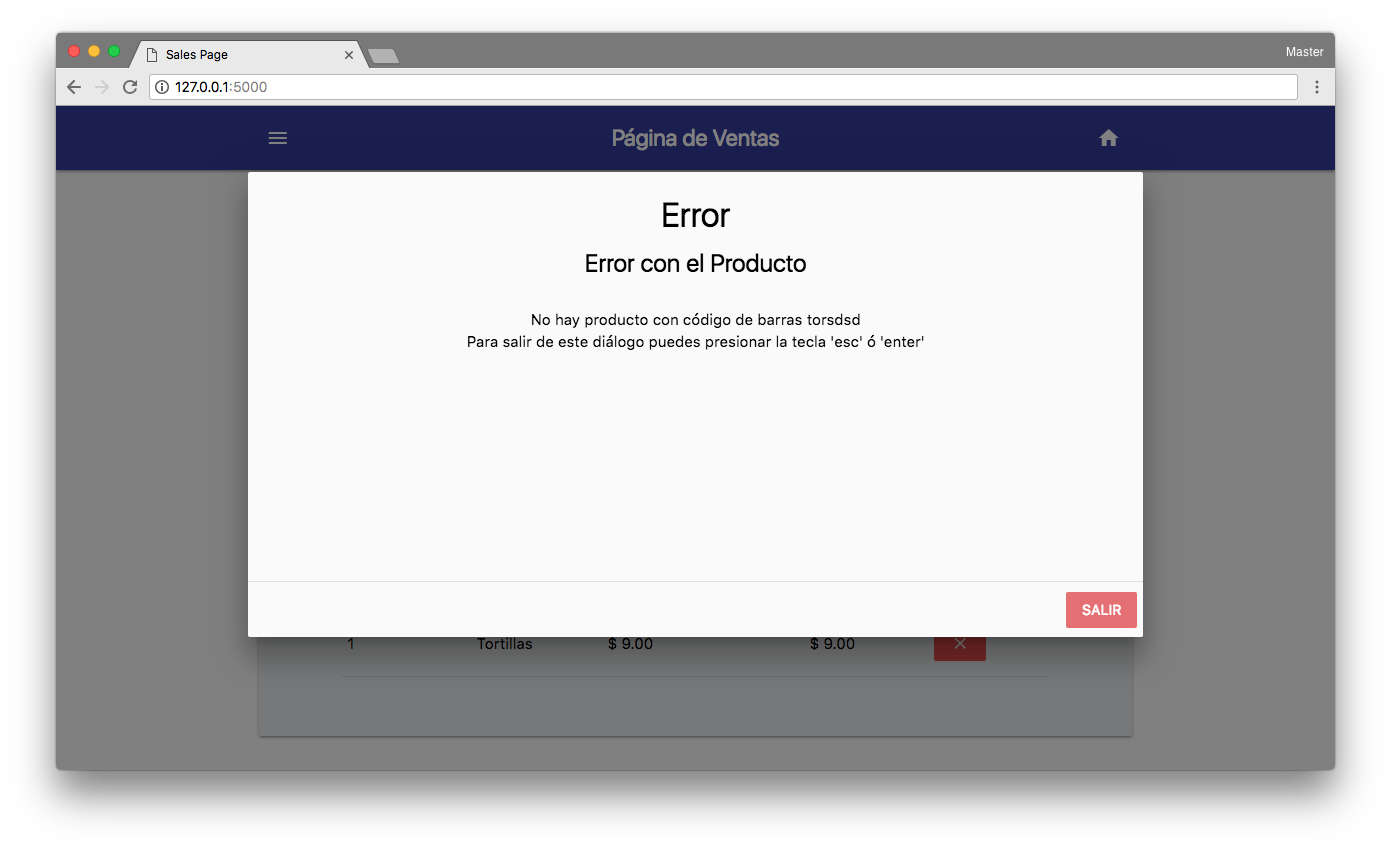 Sales Page
Master
127.0.0.1:5000
Página de Ventas
Error
Error con el Producto
No hay producto con código de barras torsdsd
Para salir de este diálogo puedes presionar la tecla 'esc' ó 'enter'
SALIR
1 Tortillas $ 9.00 $ 9.00